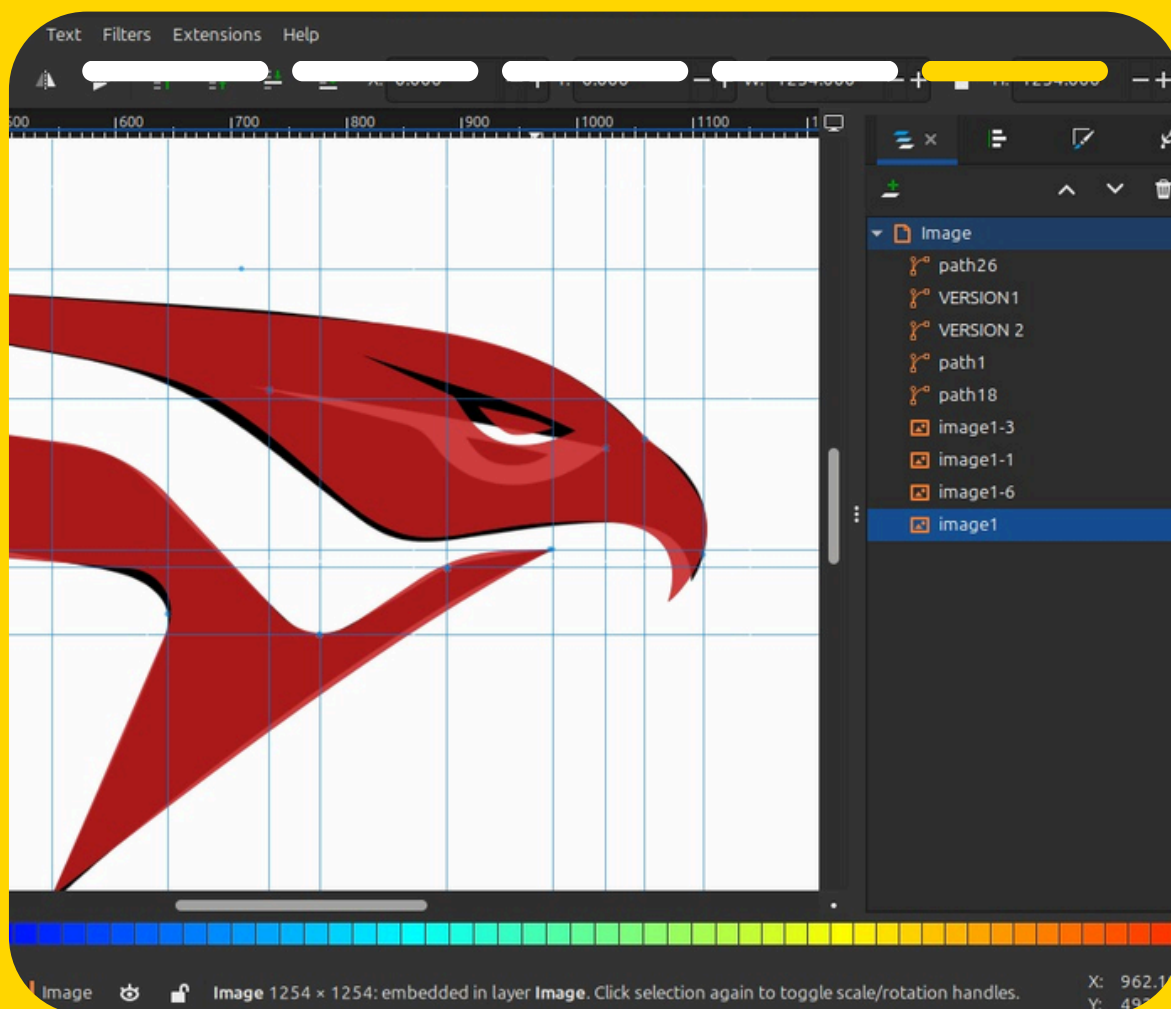 Text Filters Extensions Help
600 700 800 900 1000 1100
Image
path26
VERSION1
VERSION 2
path1
path18
image1-3
image1-1
image1-6
image1
Image Image 1254 × 1254: embedded in layer Image. Click selection again to toggle scale/rotation handles.
X:
Y: